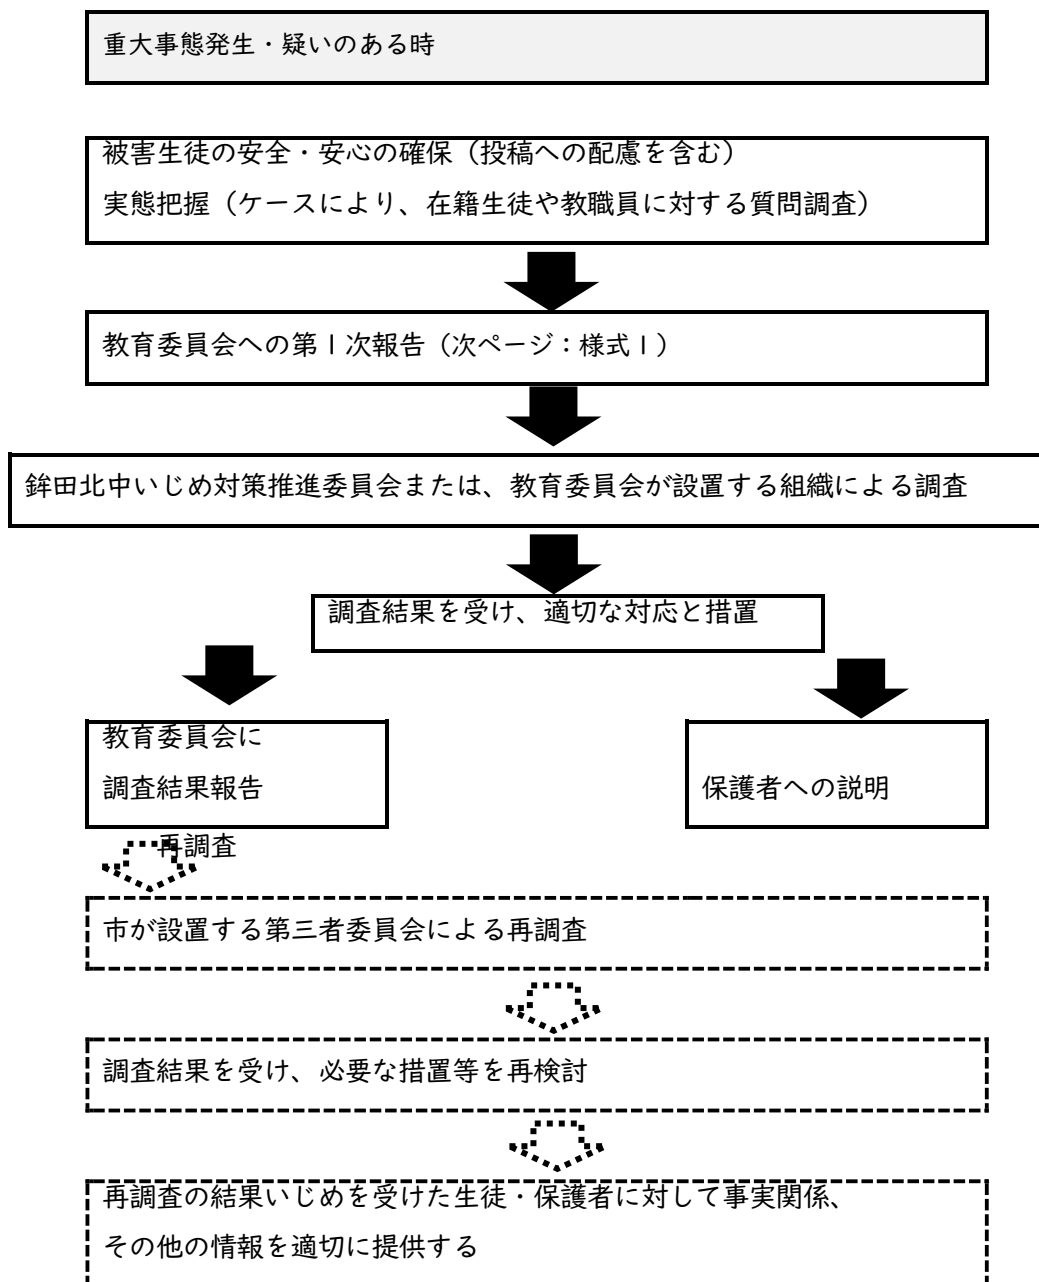 重大事態発生・疑いのある時
被害生徒の安全・安心の確保（投稿への配慮を含む）
実態把握（ケースにより、在籍生徒や教職員に対する質問調査）
教育委員会への第1次報告（次ページ：様式1）
鉾田北中いじめ対策推進委員会または、教育委員会が設置する組織による調査
調査結果を受け、適切な対応と措置
教育委員会に
調査結果報告
保護者への説明
再調査
市が設置する第三者委員会による再調査
調査結果を受け、必要な措置等を再検討
再調査の結果いじめを受けた生徒・保護者に対して事実関係、
その他の情報を適切に提供する